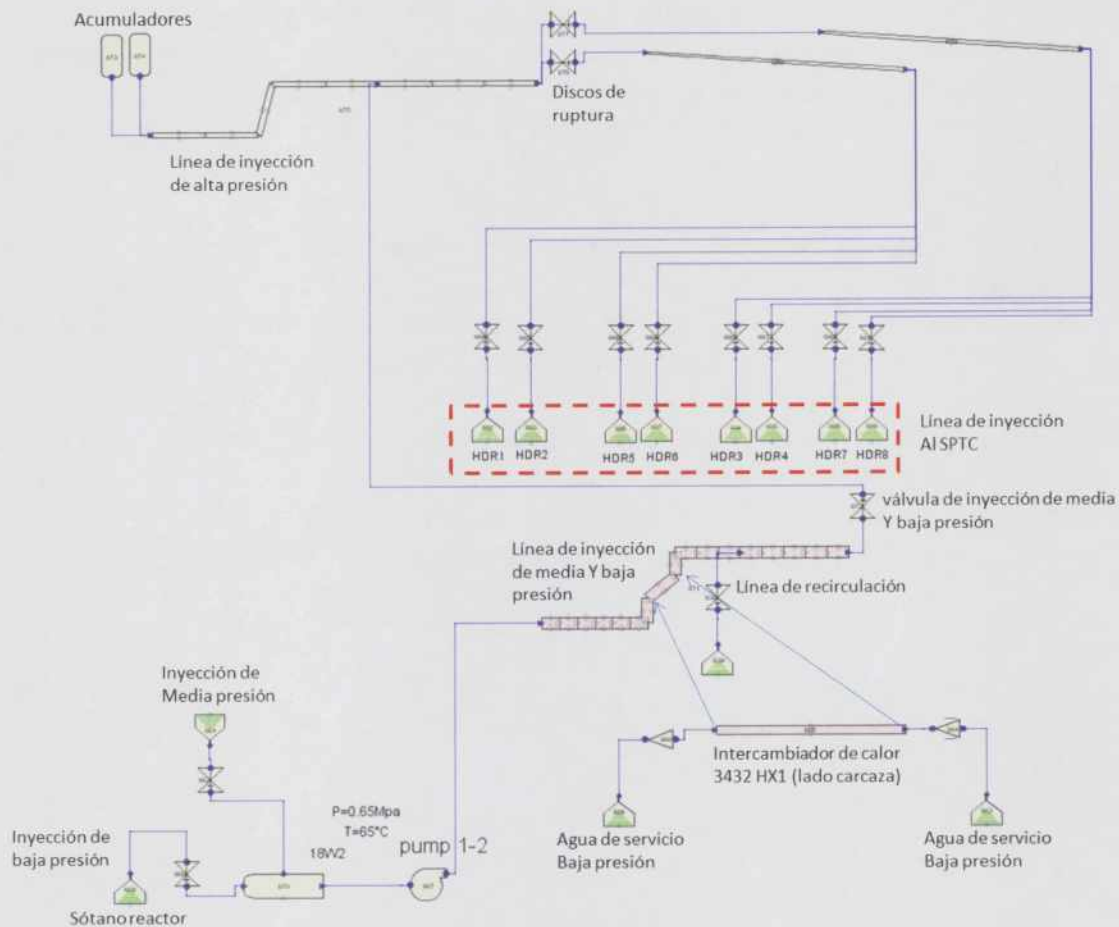 Acumuladores
Discos de
ruptura
Línea de inyección
de alta presión
HDR1
HDR2
HDR5
HDR6
HDR3
HDR4
HDR7
HDR8
Línea de inyección
Al SPTC
válvula de inyección de media
Y baja presión
Línea de inyección
de media Y baja
presión
Línea de recirculación
Inyección de
Media presión
Intercambiador de calor
3432 HX1 (lado carcaza)
P=0.65Mpa
T=65°C
Inyección de
baja presión
18W2
pump 1-2
Agua de servicio
Baja presión
Agua de servicio
Baja presión
Sótano reactor